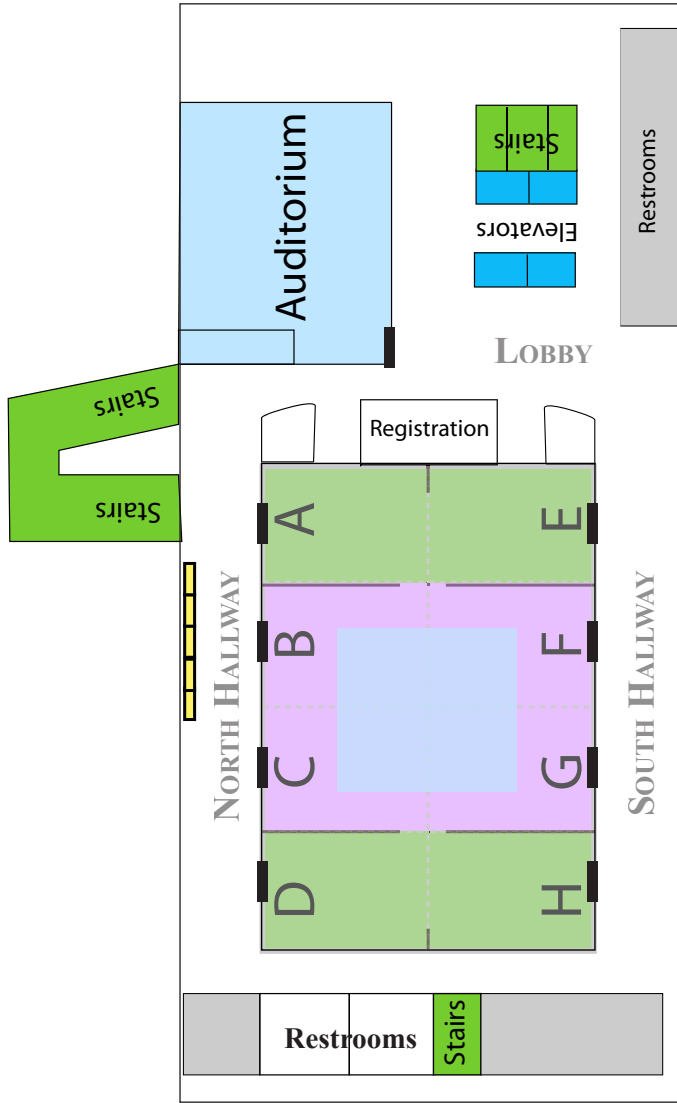 Auditorium
Stairs
Elevators
Restrooms
LOBBY
Stairs
Stairs
Registration
NORTH HALLWAY
A
B
C
D
E
F
G
H
SOUTH HALLWAY
Restrooms
Stairs